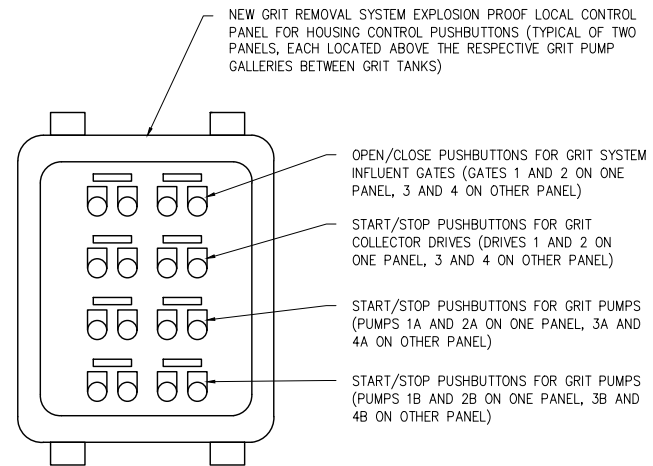 NEW GRIT REMOVAL SYSTEM EXPLOSION PROOF LOCAL CONTROL
PANEL FOR HOUSING CONTROL PUSHBUTTONS (TYPICAL OF TWO
PANELS, EACH LOCATED ABOVE THE RESPECTIVE GRIT PUMP
GALLERIES BETWEEN GRIT TANKS)
OPEN/CLOSE PUSHBUTTONS FOR GRIT SYSTEM
INFLUENT GATES (GATES 1 AND 2 ON ONE
PANEL, 3 AND 4 ON OTHER PANEL)
START/STOP PUSHBUTTONS FOR GRIT
COLLECTOR DRIVES (DRIVES 1 AND 2 ON
ONE PANEL, 3 AND 4 ON OTHER PANEL)
START/STOP PUSHBUTTONS FOR GRIT PUMPS
(PUMPS 1A AND 2A ON ONE PANEL, 3A AND
4A ON OTHER PANEL)
START/STOP PUSHBUTTONS FOR GRIT PUMPS
(PUMPS 1B AND 2B ON ONE PANEL, 3B AND
4B ON OTHER PANEL)